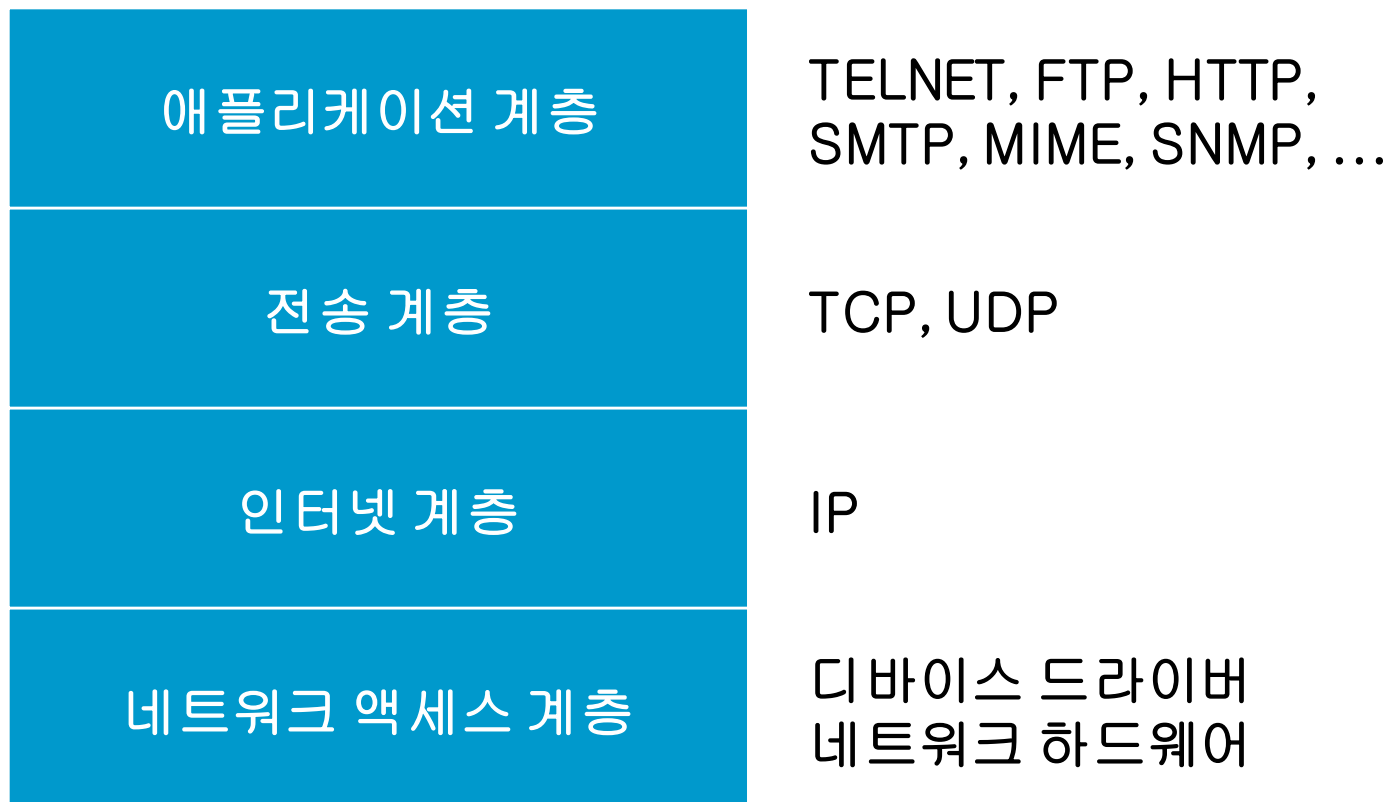 애플리케이션 계층
TELNET, FTP, HTTP,
SMTP, MIME, SNMP, ...
전송 계층
TCP, UDP
인터넷 계층
IP
네트워크 액세스 계층
디바이스 드라이버
네트워크 하드웨어